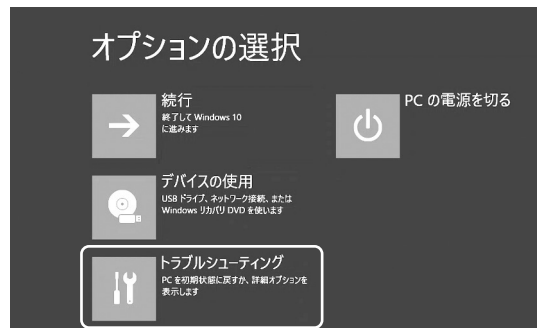 オプションの選択
続行
終了して Windows 10
に進みます
PC の電源を切る
デバイスの使用
USB ドライブ、ネットワーク接続、または
Windows リカバリ DVD を使います
トラブルシューティング
PC を初期状態に戻すか、詳細オプションを
表示します